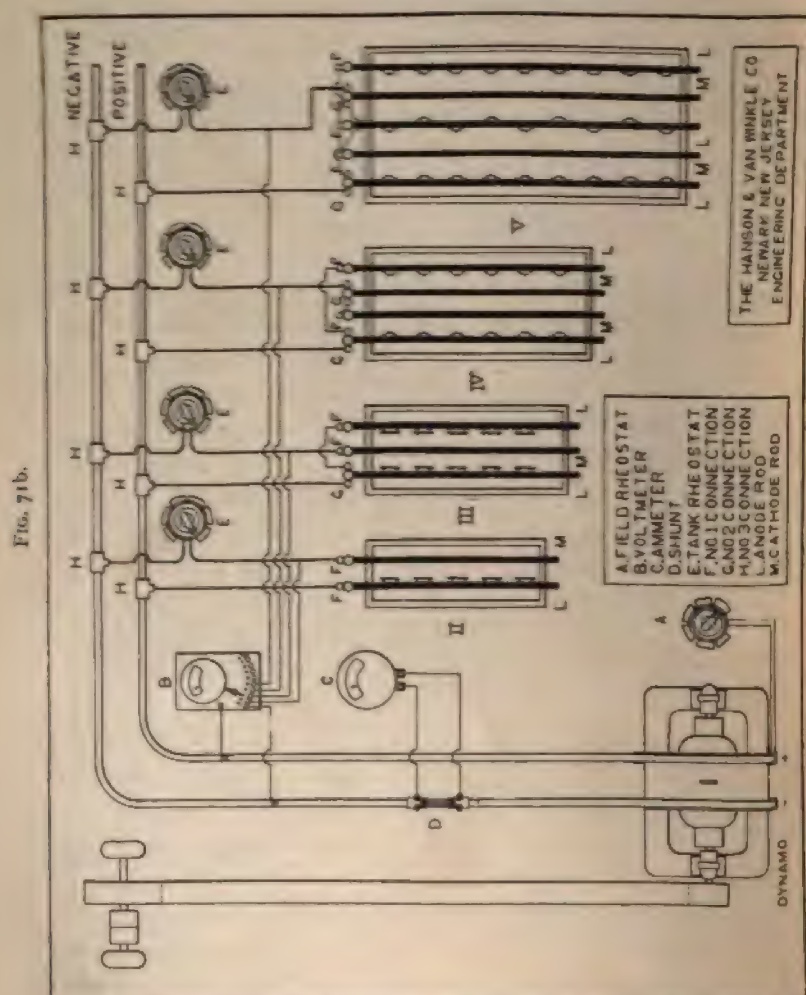 FIG. 71b.
NEGATIVE
POSITIVE
H
H
H
H
H
H
H
H
E
E
E
E
B
C
D
A
F
F
L
M
II
G
F
F
L
M
L
III
G
F
G
F
L
M
M
L
IV
G
F
F
G
F
L
M
L
M
L
V
I
-
+
DYNAMO
A. FIELD RHEOSTAT
B. VOLTMETER
C. AMMETER
D. SHUNT
E. TANK RHEOSTAT
F. NO 1 CONNECTION
G. NO 2 CONNECTION
H. NO 3 CONNECTION
L. ANODE ROD
M. CATHODE ROD
THE HANSON & VAN WINKLE CO
NEWARK NEW JERSEY
ENGINEERING DEPARTMENT